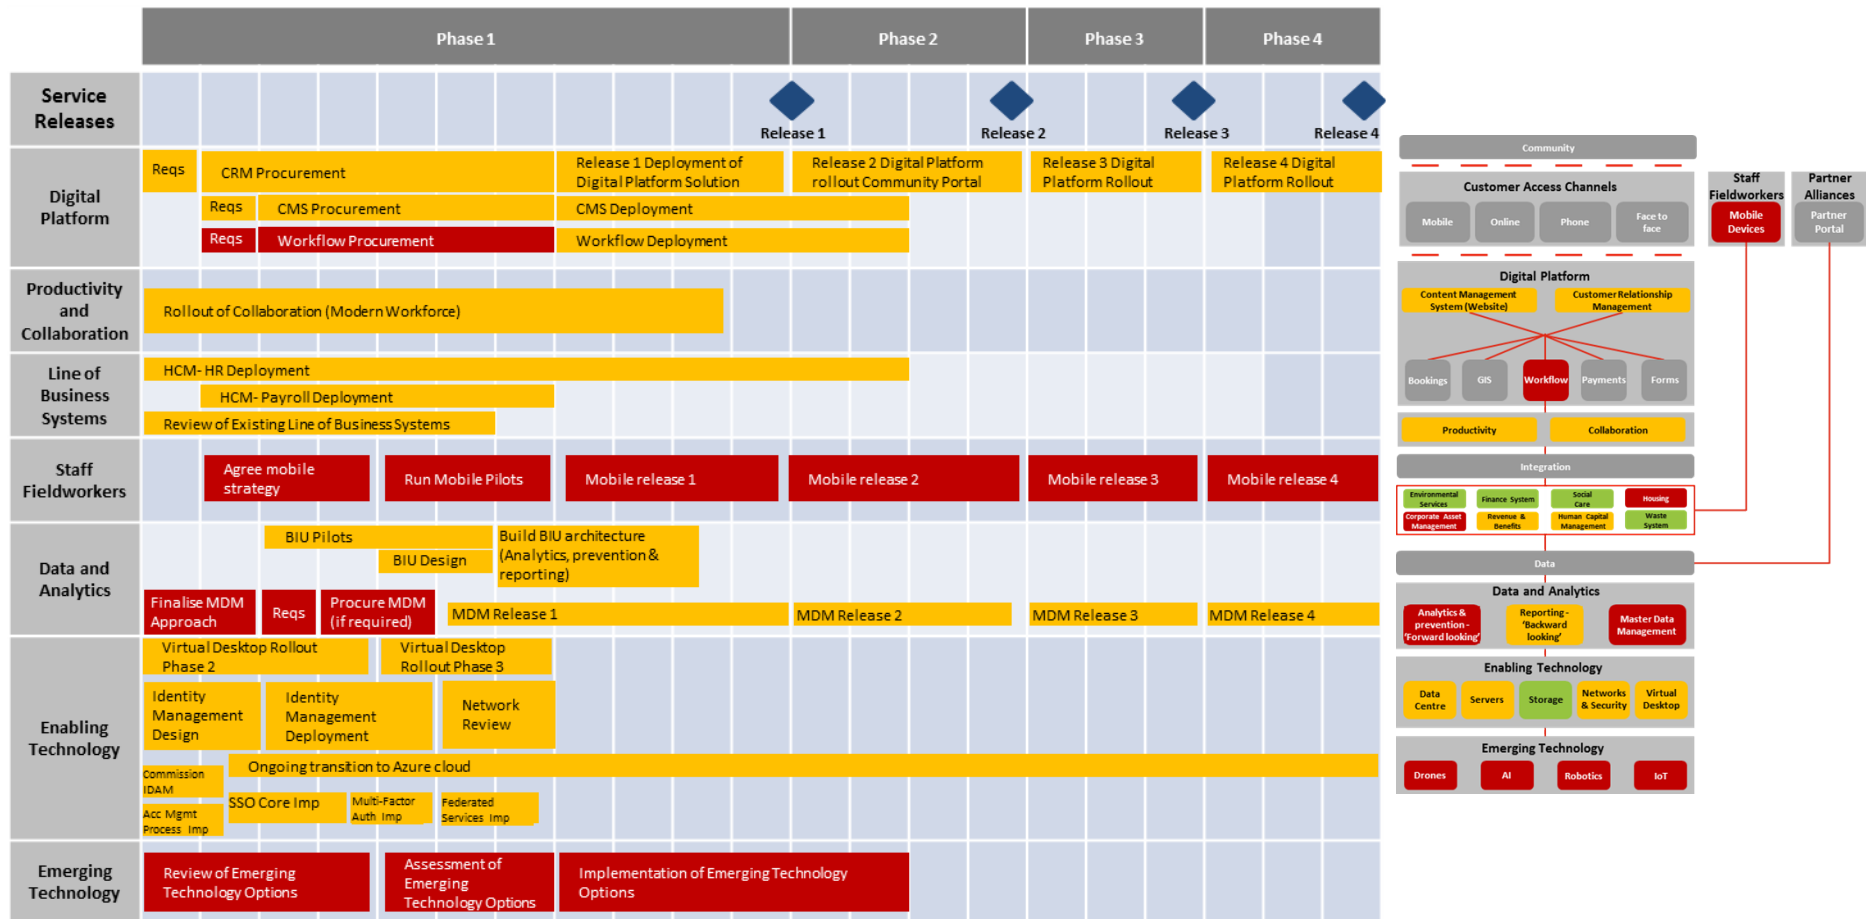 Phase 1
Phase 2
Phase 3
Phase 4
Service
Releases
Release 1
Release 2
Release 3
Release 4
Digital
Platform
Reqs
CRM Procurement
Release 1 Deployment of
Digital Platform Solution
Release 2 Digital Platform
rollout Community Portal
Release 3 Digital
Platform Rollout
Release 4 Digital
Platform Rollout
Reqs
CMS Procurement
CMS Deployment
Reqs
Workflow Procurement
Workflow Deployment
Productivity
and
Collaboration
Rollout of Collaboration (Modern Workforce)
Line of
Business
Systems
HCM- HR Deployment
HCM- Payroll Deployment
Review of Existing Line of Business Systems
Staff
Fieldworkers
Agree mobile
strategy
Run Mobile Pilots
Mobile release 1
Mobile release 2
Mobile release 3
Mobile release 4
Data and
Analytics
BIU Pilots
BIU Design
Build BIU architecture
(Analytics, prevention &
reporting)
Finalise MDM
Approach
Reqs
Procure MDM
(if required)
MDM Release 1
MDM Release 2
MDM Release 3
MDM Release 4
Enabling
Technology
Virtual Desktop Rollout
Phase 2
Virtual Desktop
Rollout Phase 3
Identity
Management
Design
Identity
Management
Deployment
Network
Review
Ongoing transition to Azure cloud
Commission
IDAM
Acc Mgmt
Process Imp
SSO Core Imp
Multi-Factor
Auth Imp
Federated
Services Imp
Emerging
Technology
Review of Emerging
Technology Options
Assessment of
Emerging
Technology Options
Implementation of Emerging Technology
Options
Community
Customer Access Channels
Mobile
Online
Phone
Face to
face
Staff
Fieldworkers
Mobile
Devices
Partner
Alliances
Partner
Portal
Digital Platform
Content Management
System (Website)
Customer Relationship
Management
Bookings
GIS
Workflow
Payments
Forms
Productivity
Collaboration
Integration
Environmental
Services
Finance System
Social
Care
Housing
Corporate Asset
Management
Revenue &
Benefits
Human Capital
Management
Waste
System
Data
Data and Analytics
Analytics &
prevention -
'Forward looking'
Reporting -
'Backward
looking'
Master Data
Management
Enabling Technology
Data
Centre
Servers
Storage
Networks
& Security
Virtual
Desktop
Emerging Technology
Drones
AI
Robotics
IoT